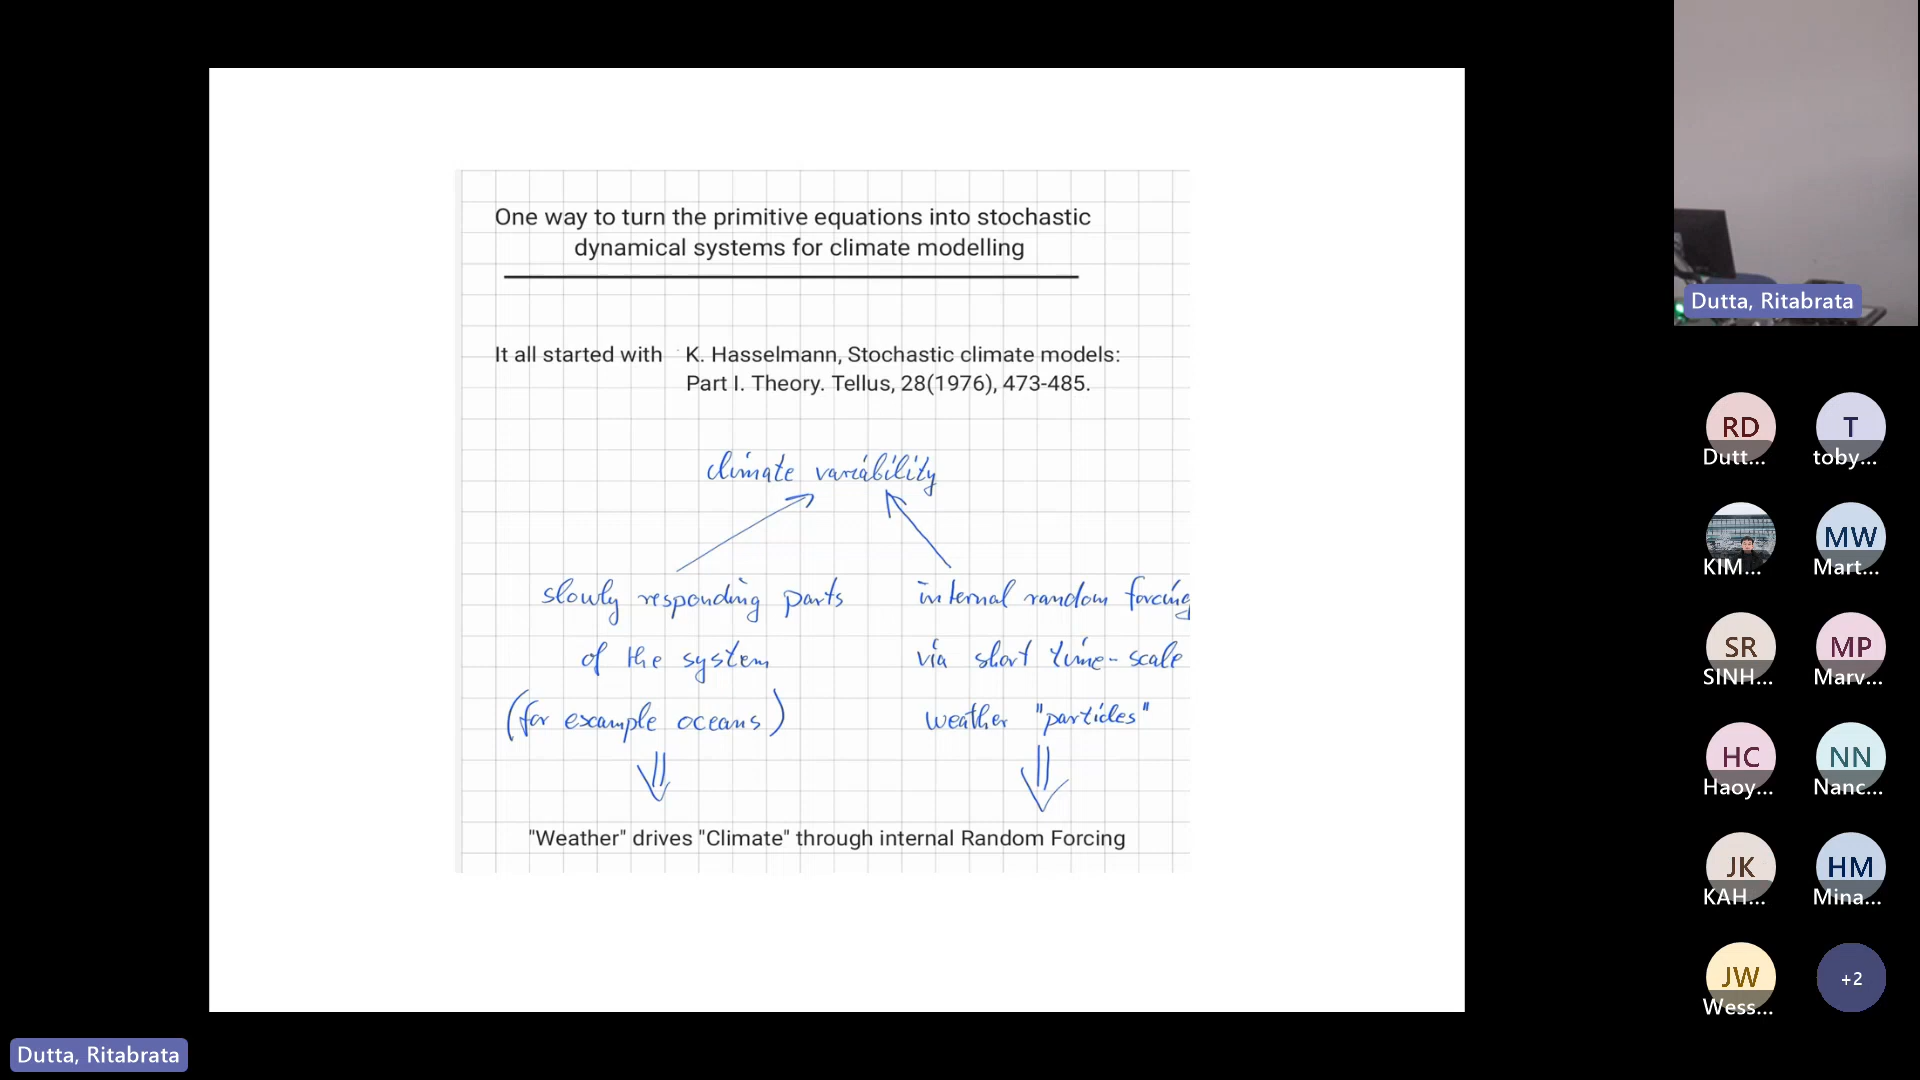 One way to turn the primitive equations into stochastic
dynamical systems for climate modelling
It all started with K. Hasselmann, Stochastic climate models:
Part I. Theory. Tellus, 28(1976), 473-485.
climate variability
slowly responding parts
of the system
(for example oceans)
internal random forcing
via short time-scale
weather "particles"
"Weather" drives "Climate" through internal Random Forcing
Dutta, Ritabrata
RD
Dutt...
T
toby...
KIM...
MW
Mart...
SR
SINH...
MP
Marv...
HC
Haoy...
NN
Nanc...
JK
KAH...
HM
Mina...
JW
Wess...
+2
Dutta, Ritabrata